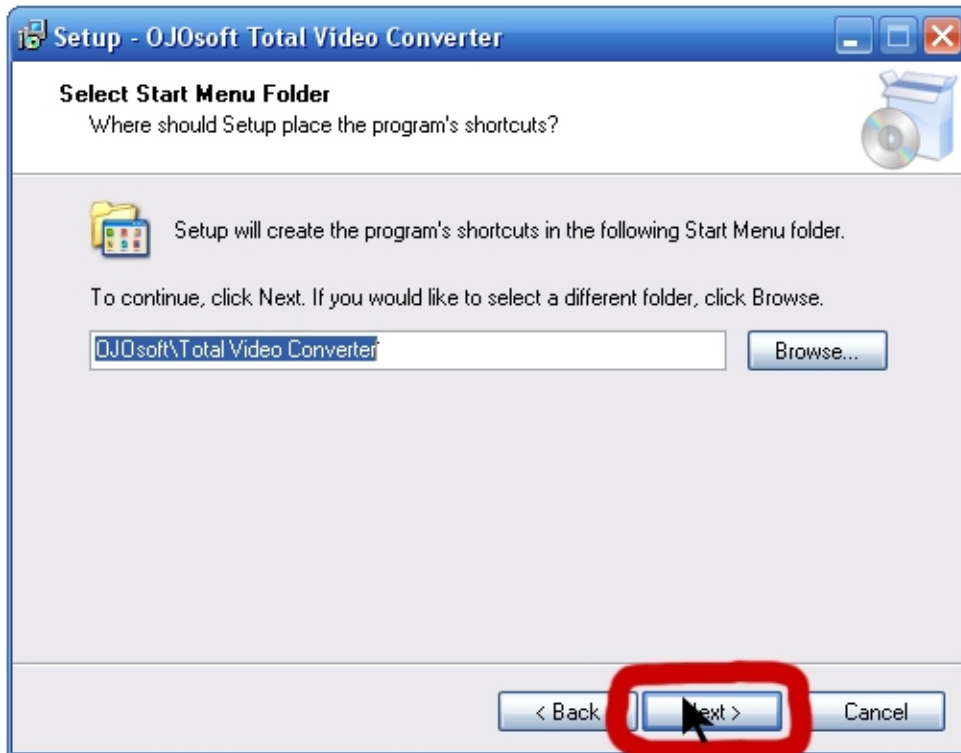 Setup - OJOsoft Total Video Converter
Select Start Menu Folder
Where should Setup place the program's shortcuts?
Setup will create the program's shortcuts in the following Start Menu folder.
To continue, click Next. If you would like to select a different folder, click Browse.
OJOsoft\Total Video Converter
Browse...
< Back
Next >
Cancel